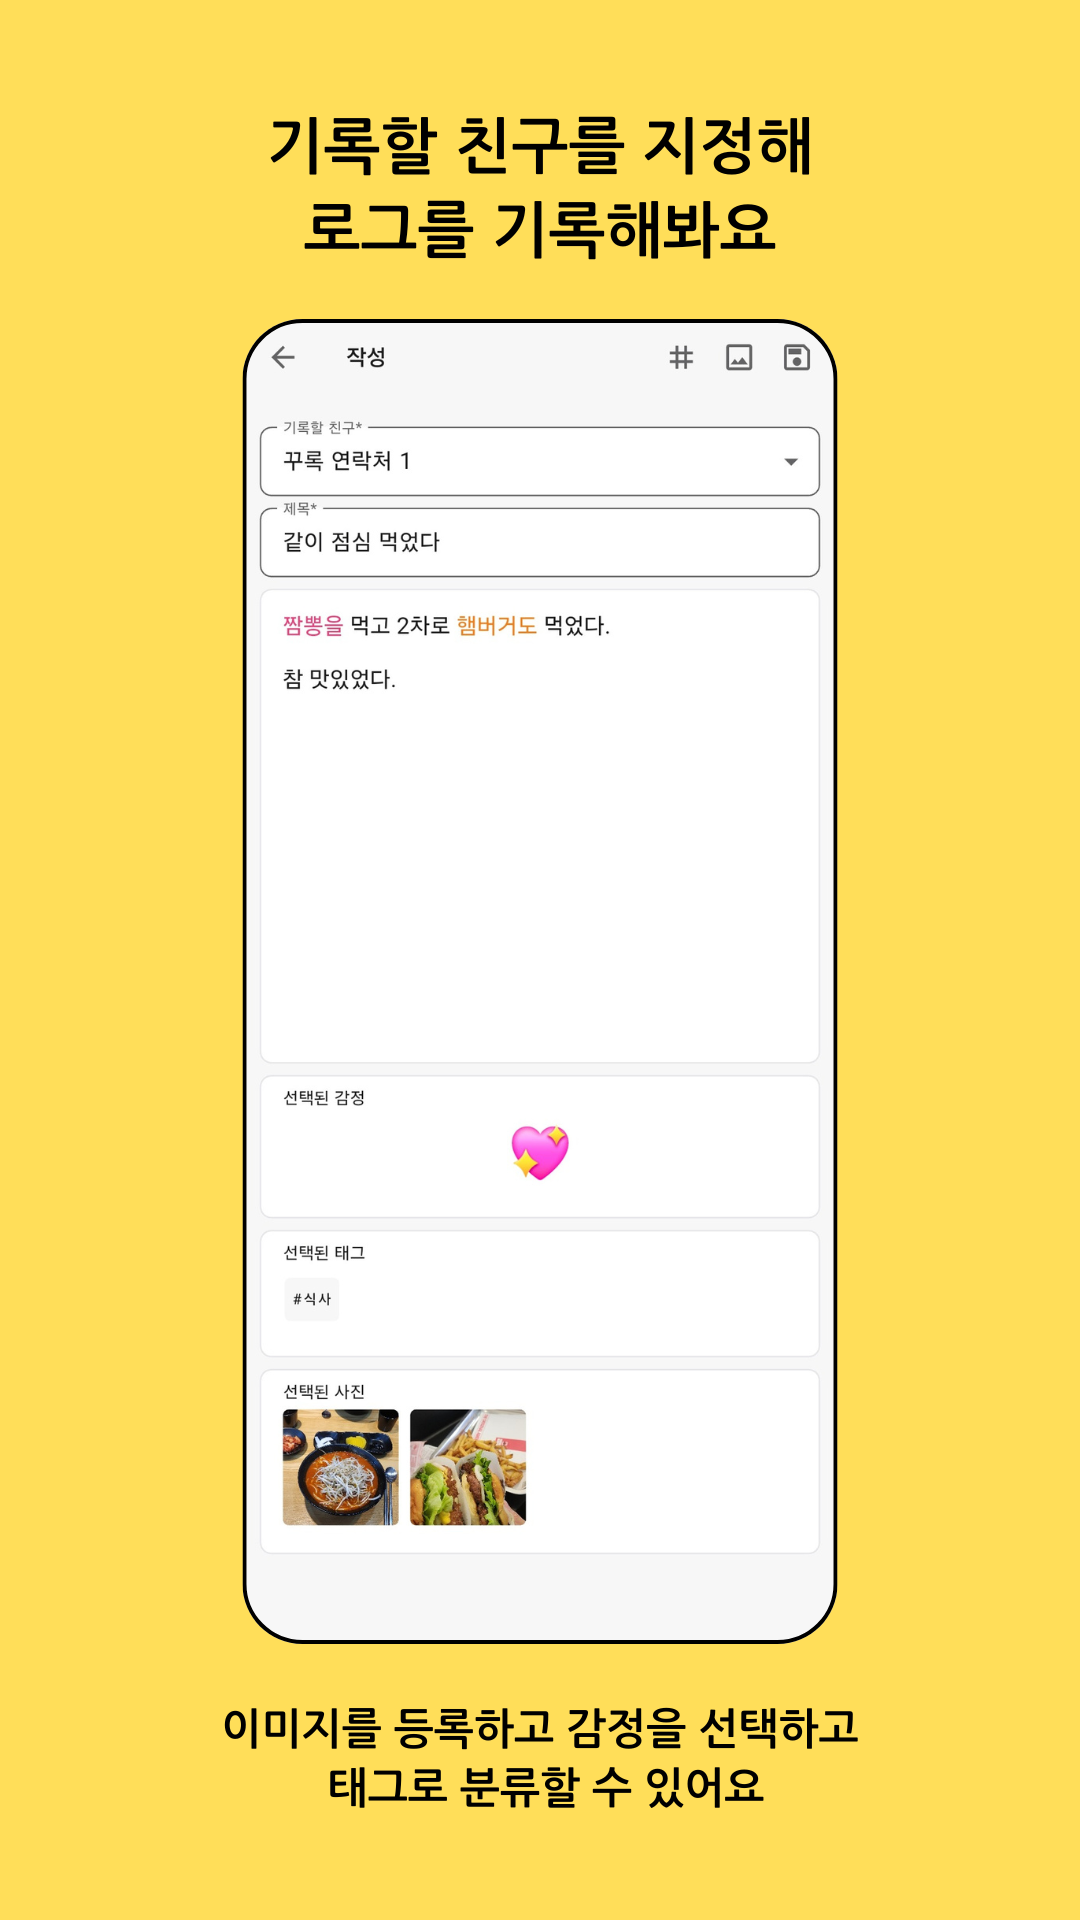 기록할 친구를 지정해
로그를 기록해봐요
작성
기록할 친구*
꾸록 연락처 1
제목*
같이 점심 먹었다
짬뽕을 먹고 2차로 햄버거도 먹었다.
참 맛있었다.
선택된 감정
선택된 태그
#식사
선택된 사진
이미지를 등록하고 감정을 선택하고
태그로 분류할 수 있어요